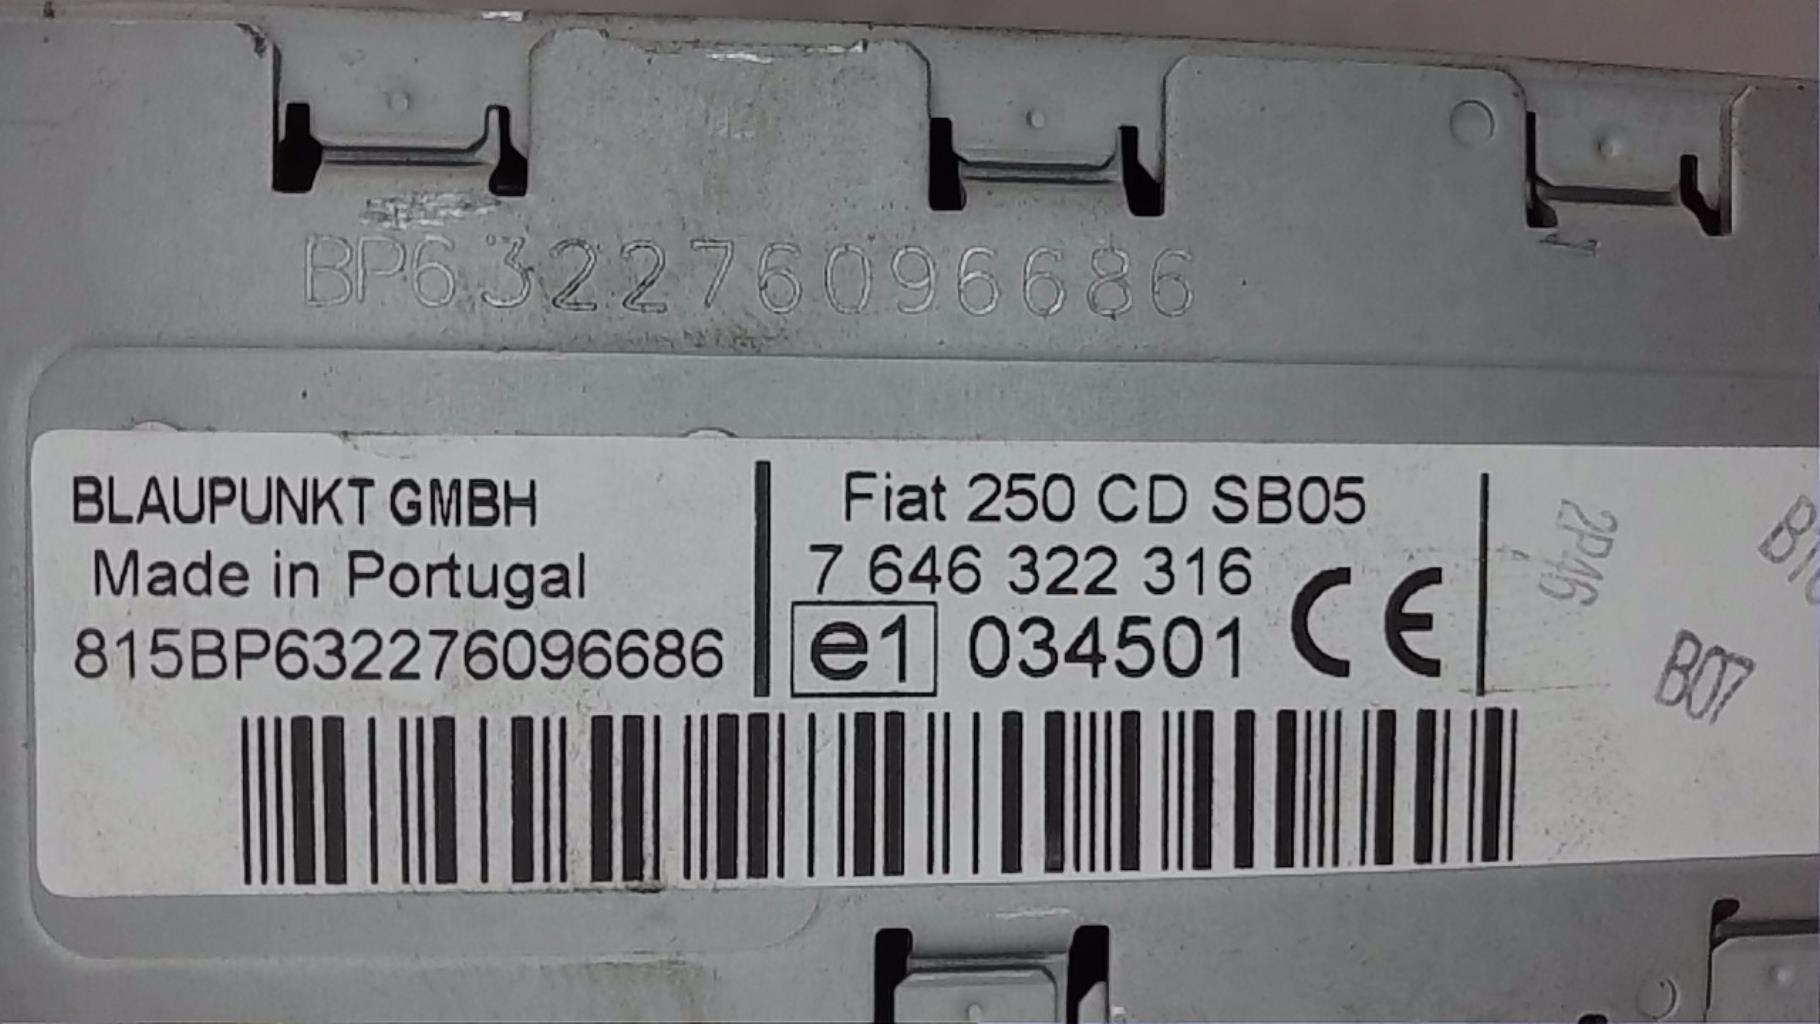 BP632276096686
BLAUPUNKT GMBH
Made in Portugal
815BP632276096686
Fiat 250 CD SB05
7 646 322 316
e1 034501 CE
2P46
B07